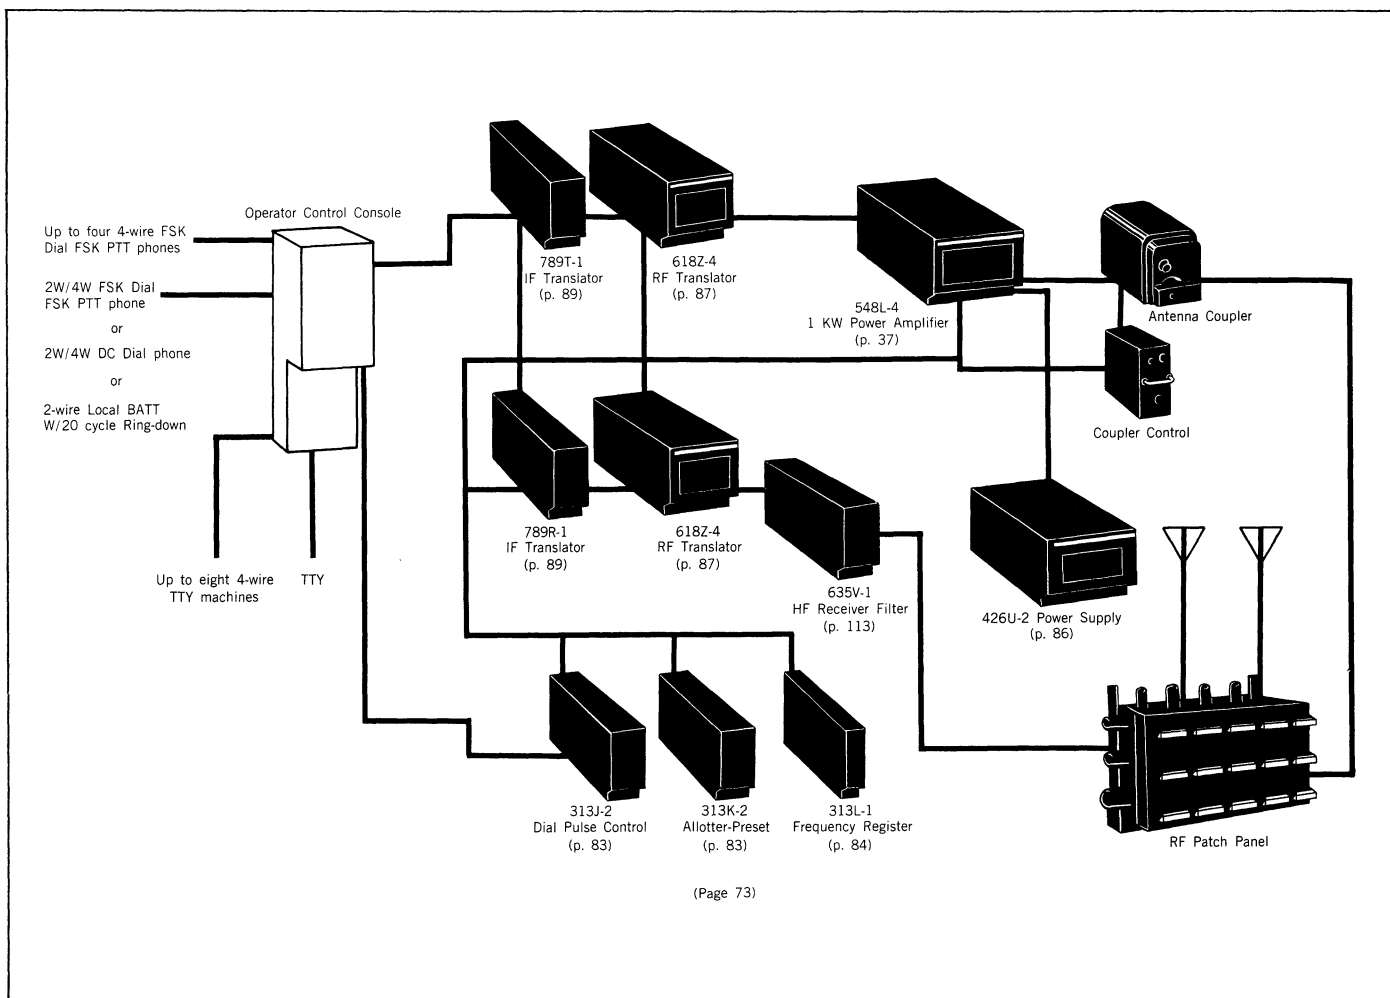 Operator Control Console
Up to four 4-wire FSK
Dial FSK PTT phones
2W/4W FSK Dial
FSK PTT phone
or
2W/4W DC Dial phone
or
2-wire Local BATT
W/20 cycle Ring-down
Up to eight 4-wire
TTY machines
TTY
789T-1
IF Translator
(p. 89)
618Z-4
RF Translator
(p. 87)
548L-4
1 KW Power Amplifier
(p. 37)
Antenna Coupler
Coupler Control
789R-1
IF Translator
(p. 89)
618Z-4
RF Translator
(p. 87)
635V-1
HF Receiver Filter
(p. 113)
426U-2 Power Supply
(p. 86)
313J-2
Dial Pulse Control
(p. 83)
313K-2
Allotter-Preset
(p. 83)
313L-1
Frequency Register
(p. 84)
RF Patch Panel
(Page 73)